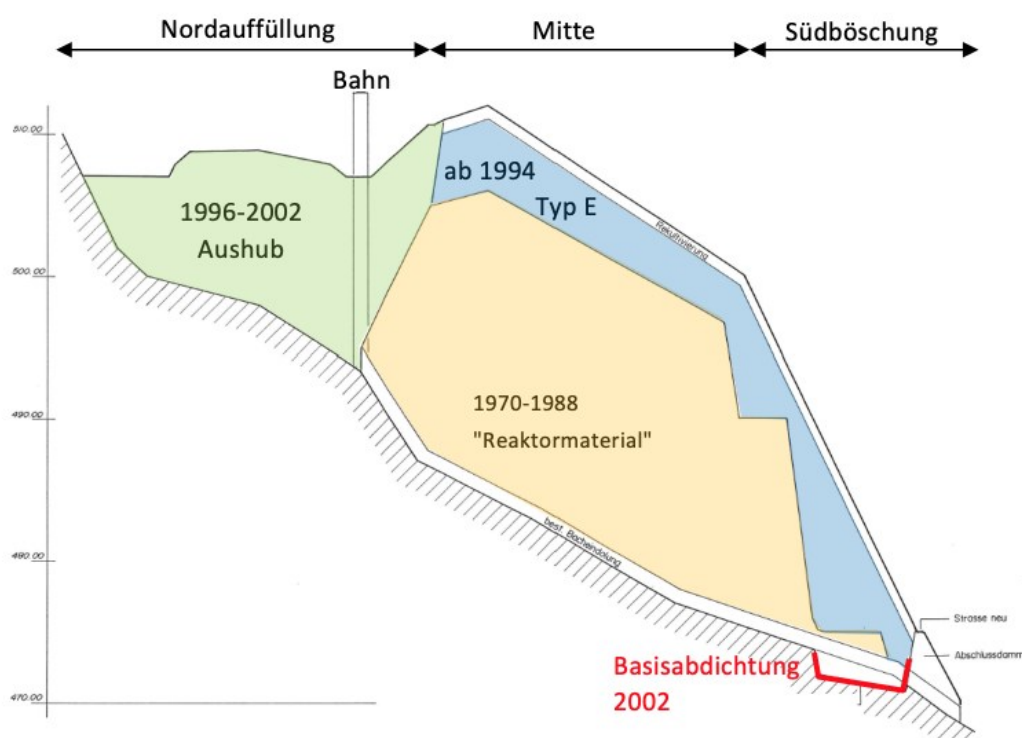 Nordauffüllung
Mitte
Südböschung
Bahn
510.00
ab 1994
Typ E
1996-2002
Aushub
Rekultivierung
500.00
490.00
1970-1988
"Reaktormaterial"
best. Bacheindolung
480.00
Strasse neu
Abschlussdamm
Basisabdichtung
2002
470.00